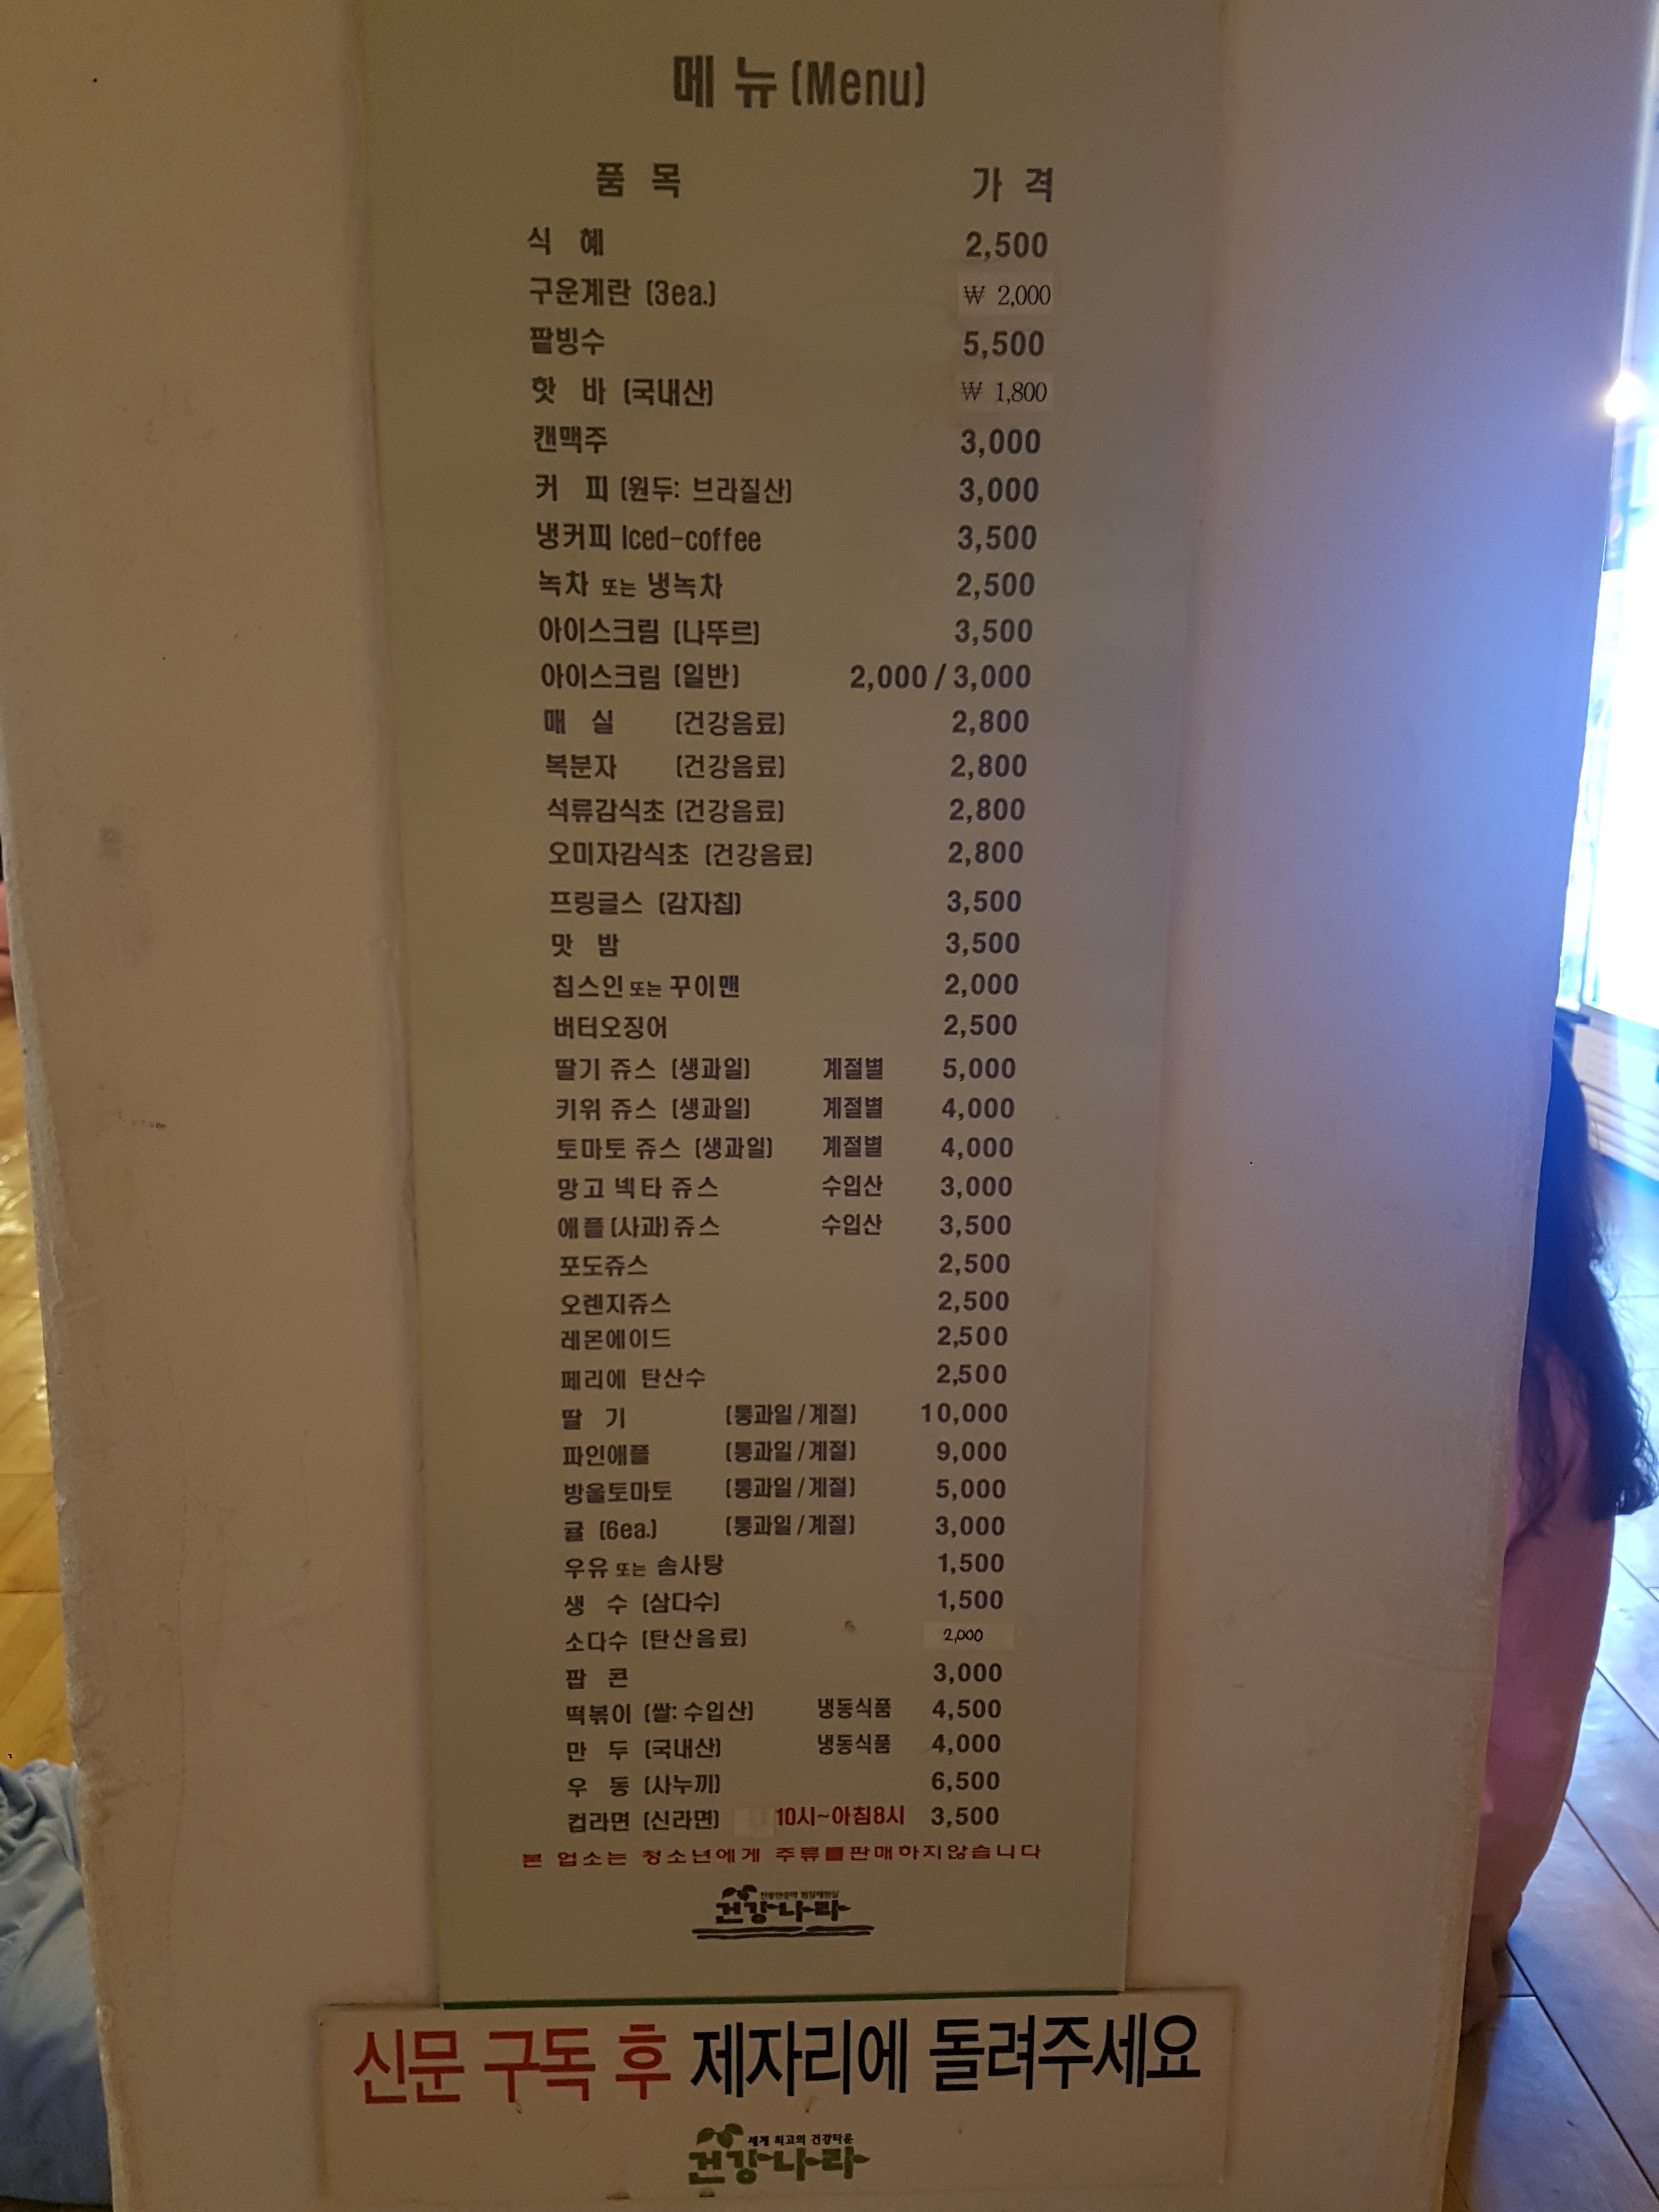 메 뉴 (Menu)
품 목 가 격
식 혜 2,500
구운계란 (3ea.) ₩ 2,000
팥빙수 5,500
핫 바 (국내산) ₩ 1,800
캔맥주 3,000
커 피 (원두: 브라질산) 3,000
냉커피 Iced-coffee 3,500
녹차 또는 냉녹차 2,500
아이스크림 (나뚜르) 3,500
아이스크림 (일반) 2,000 / 3,000
매 실 (건강음료) 2,800
복분자 (건강음료) 2,800
석류감식초 (건강음료) 2,800
오미자감식초 (건강음료) 2,800
프링글스 (감자칩) 3,500
맛 밤 3,500
칩스인 또는 꾸이맨 2,000
버터오징어 2,500
딸기 쥬스 (생과일) 계절별 5,000
키위 쥬스 (생과일) 계절별 4,000
토마토 쥬스 (생과일) 계절별 4,000
망고 넥타 쥬스 수입산 3,000
애플 (사과) 쥬스 수입산 3,500
포도쥬스 2,500
오렌지쥬스 2,500
레몬에이드 2,500
페리에 탄산수 2,500
딸 기 (통과일 / 계절) 10,000
파인애플 (통과일 / 계절) 9,000
방울토마토 (통과일 / 계절) 5,000
귤 (6ea.) (통과일 / 계절) 3,000
우유 또는 솜사탕 1,500
생 수 (삼다수) 1,500
소다수 (탄산음료) 2,000
팝 콘 3,000
떡볶이 (쌀: 수입산) 냉동식품 4,500
만 두 (국내산) 냉동식품 4,000
우 동 (사누끼) 6,500
컵라면 (신라면) 10시~아침8시 3,500
본 업소는 청소년에게 주류를판매하지않습니다
건강나라
신문 구독 후 제자리에 돌려주세요
세계 최고의 건강타운
건강나라